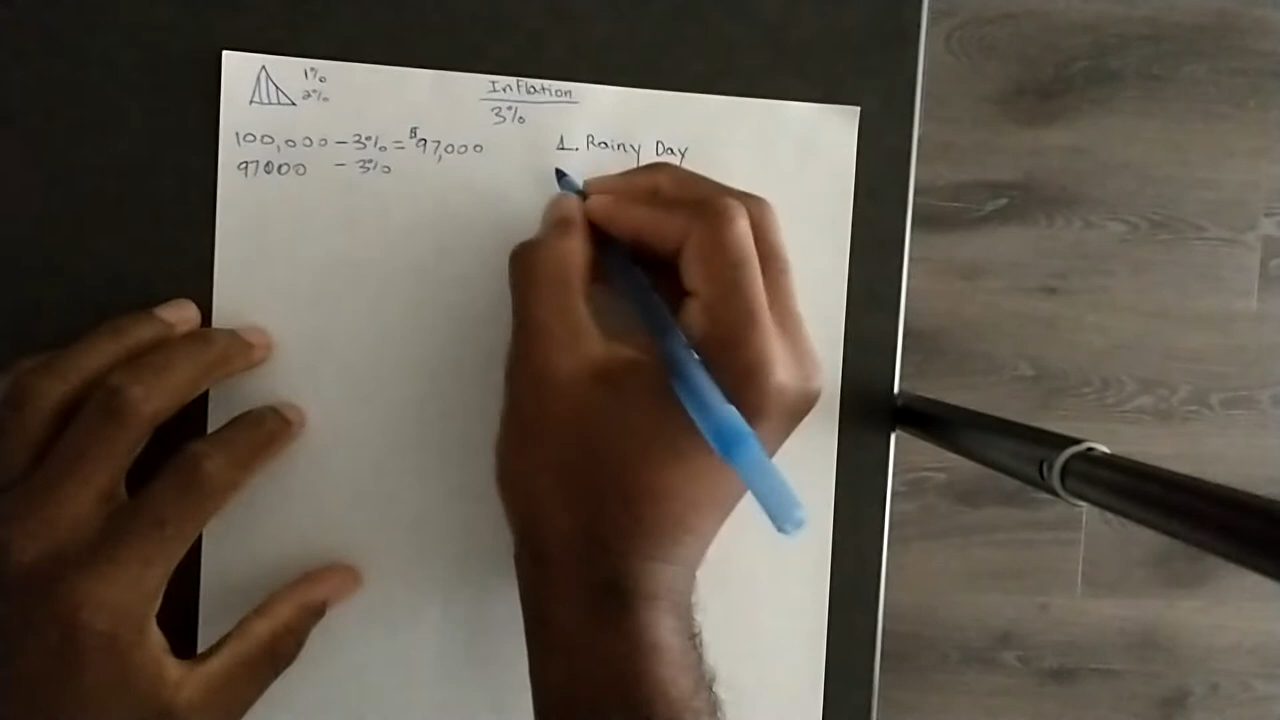 1%
2%
Inflation
3%
100,000 - 3% = $97,000
97000 - 3%
1. Rainy Day